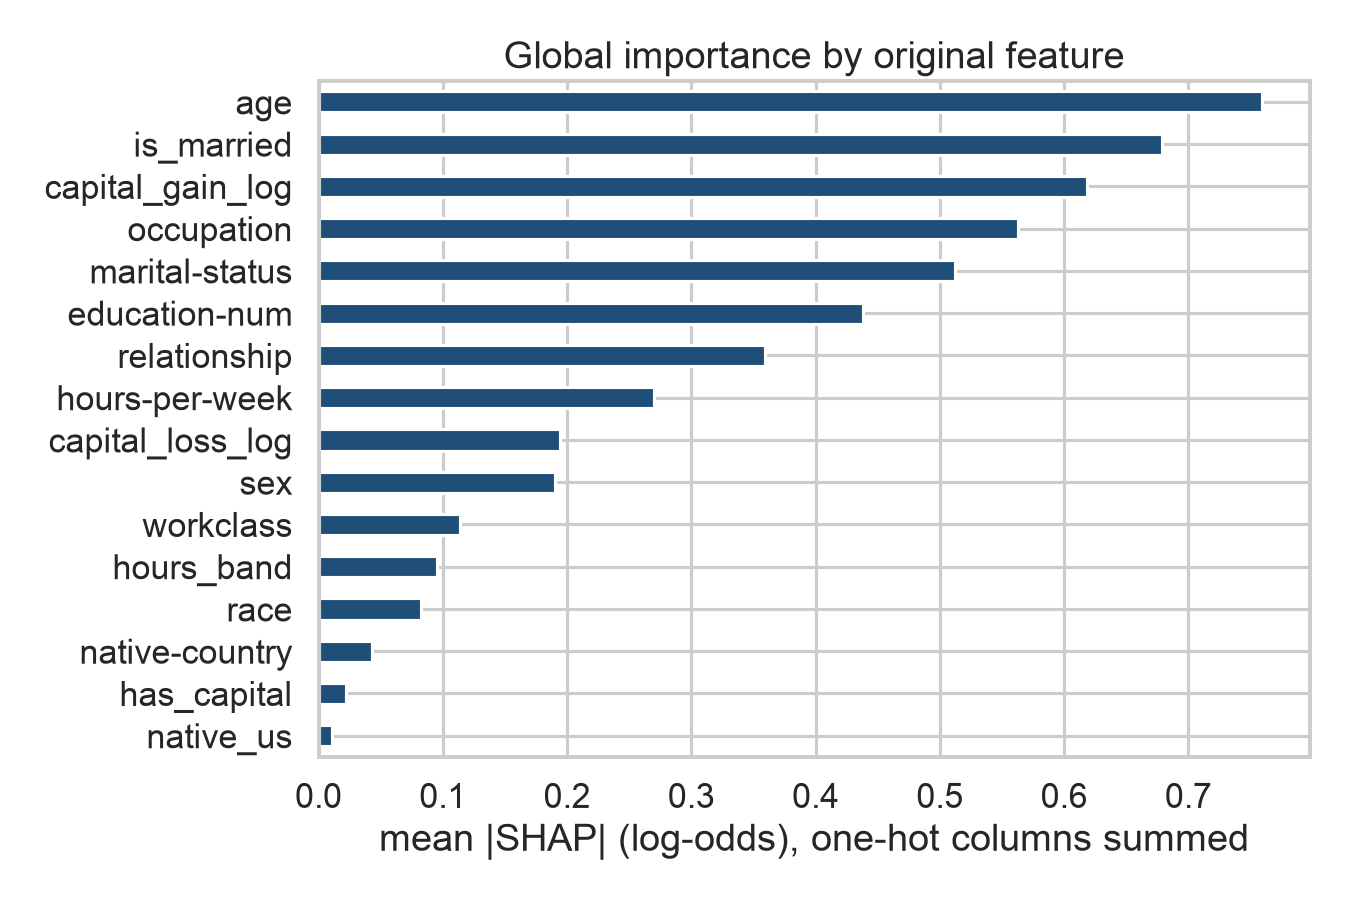 Global importance by original feature
age
is_married
capital_gain_log
occupation
marital-status
education-num
relationship
hours-per-week
capital_loss_log
sex
workclass
hours_band
race
native-country
has_capital
native_us
0.0 0.1 0.2 0.3 0.4 0.5 0.6 0.7
mean |SHAP| (log-odds), one-hot columns summed